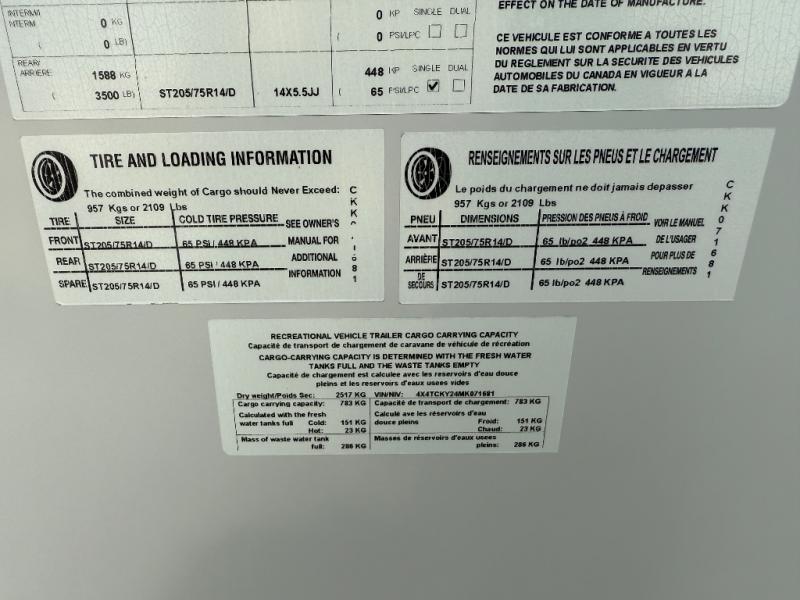 INTERM/
INTERM
0 KG
( 0 LB)
0 KP SINGLE DUAL
( 0 PSI/LPC
REAR/
ARRIÈRE
1588 KG
( 3500 LB)
ST205/75R14/D
14X5.5JJ
448 KP SINGLE DUAL
( 65 PSI/LPC
EFFECT ON THE DATE OF MANUFACTURE.
CE VEHICULE EST CONFORME A TOUTES LES
NORMES QUI LUI SONT APPLICABLES EN VERTU
DU REGLEMENT SUR LA SECURITE DES VEHICULES
AUTOMOBILES DU CANADA EN VIGUEUR A LA
DATE DE SA FABRICATION.
TIRE AND LOADING INFORMATION
The combined weight of Cargo should Never Exceed:
957 Kgs or 2109 Lbs
TIRE SIZE COLD TIRE PRESSURE
FRONT ST205/75R14/D 65 PSI / 448 KPA
REAR ST205/75R14/D 65 PSI / 448 KPA
SPARE ST205/75R14/D 65 PSI / 448 KPA
SEE OWNER'S
MANUAL FOR
ADDITIONAL
INFORMATION
RENSEIGNEMENTS SUR LES PNEUS ET LE CHARGEMENT
Le poids du chargement ne doit jamais depasser
957 Kgs or 2109 Lbs
PNEU DIMENSIONS PRESSION DES PNEUS À FROID
AVANT ST205/75R14/D 65 lb/po2 448 KPA
ARRIÈRE ST205/75R14/D 65 lb/po2 448 KPA
DE
SECOURS ST205/75R14/D 65 lb/po2 448 KPA
VOIR LE MANUEL
DE L'USAGER
POUR PLUS DE
RENSEIGNEMENTS
CKK071681
RECREATIONAL VEHICLE TRAILER CARGO CARRYING CAPACITY
Capacité de transport de chargement de caravane de véhicule de récréation
CARGO-CARRYING CAPACITY IS DETERMINED WITH THE FRESH WATER
TANKS FULL AND THE WASTE TANKS EMPTY
Capacité de chargement est calculee avec les reservoirs d'eau douce
pleins et les reservoirs d'eaux usees vides
Dry weight/Poids Sec: 2517 KG VIN/NIV: 4X4TCKY24MK071681
Cargo carrying capacity: 783 KG
Calculated with the fresh
water tanks full Cold: 151 KG
Hot: 23 KG
Mass of waste water tank
full: 286 KG
Capacité de transport de chargement: 783 KG
Calculé ave les réservoirs d'eau
douce pleins Froid: 151 KG
Chaud: 23 KG
Masses de réservoirs d'eaux usees
pleins: 286 KG